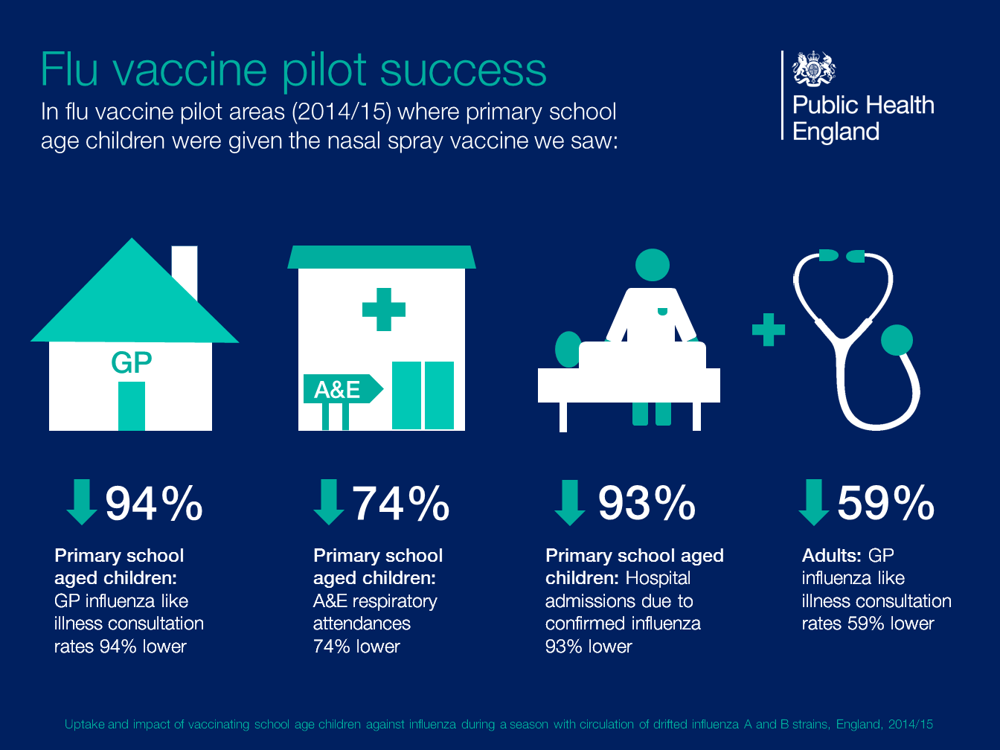 Flu vaccine pilot success
In flu vaccine pilot areas (2014/15) where primary school
age children were given the nasal spray vaccine we saw:
Public Health
England
GP
A&E
94%
Primary school
aged children:
GP influenza like
illness consultation
rates 94% lower
74%
Primary school
aged children:
A&E respiratory
attendances
74% lower
93%
Primary school aged
children: Hospital
admissions due to
confirmed influenza
93% lower
59%
Adults: GP
influenza like
illness consultation
rates 59% lower
Uptake and impact of vaccinating school age children against influenza during a season with circulation of drifted influenza A and B strains, England, 2014/15